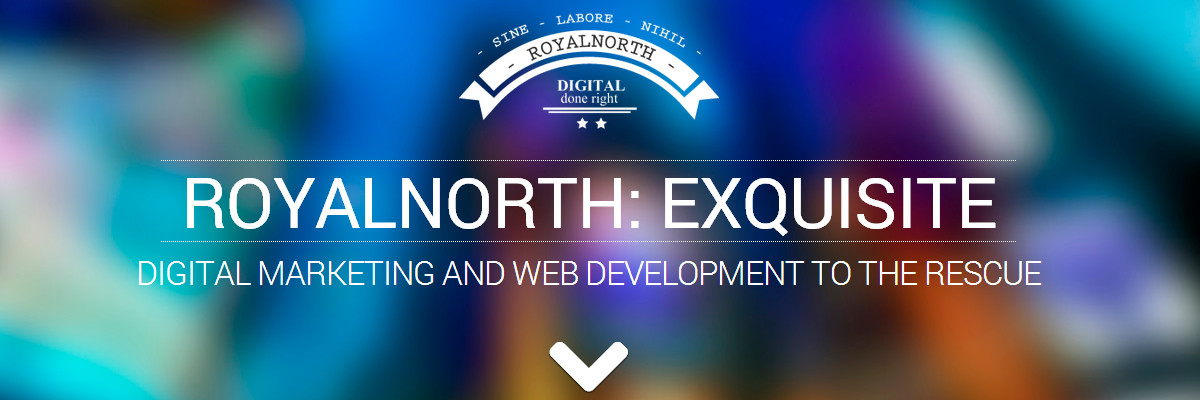 - SINE - LABORE - NIHIL -
- ROYALNORTH -
DIGITAL
done right
ROYALNORTH: EXQUISITE
DIGITAL MARKETING AND WEB DEVELOPMENT TO THE RESCUE